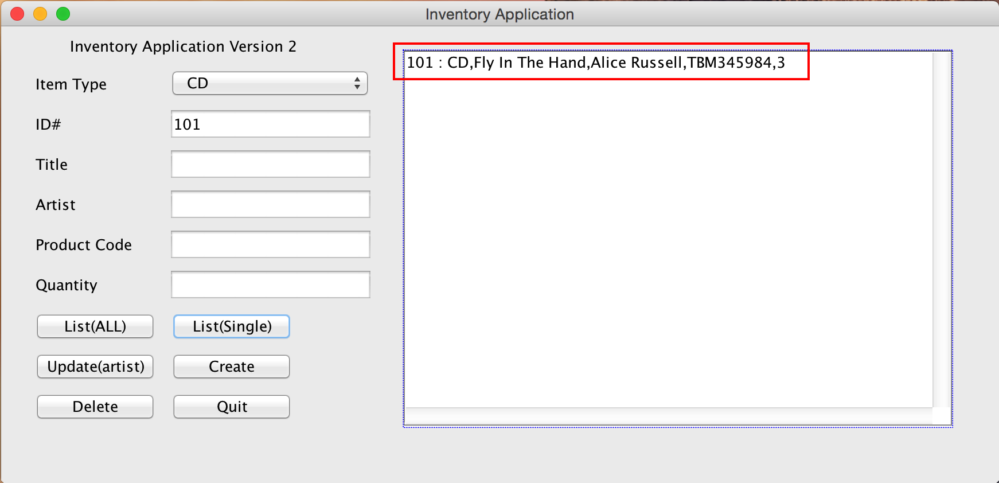 Inventory Application
Inventory Application Version 2
Item Type CD
ID# 101
Title
Artist
Product Code
Quantity
List(ALL) List(Single)
Update(artist) Create
Delete Quit
101 : CD,Fly In The Hand,Alice Russell,TBM345984,3